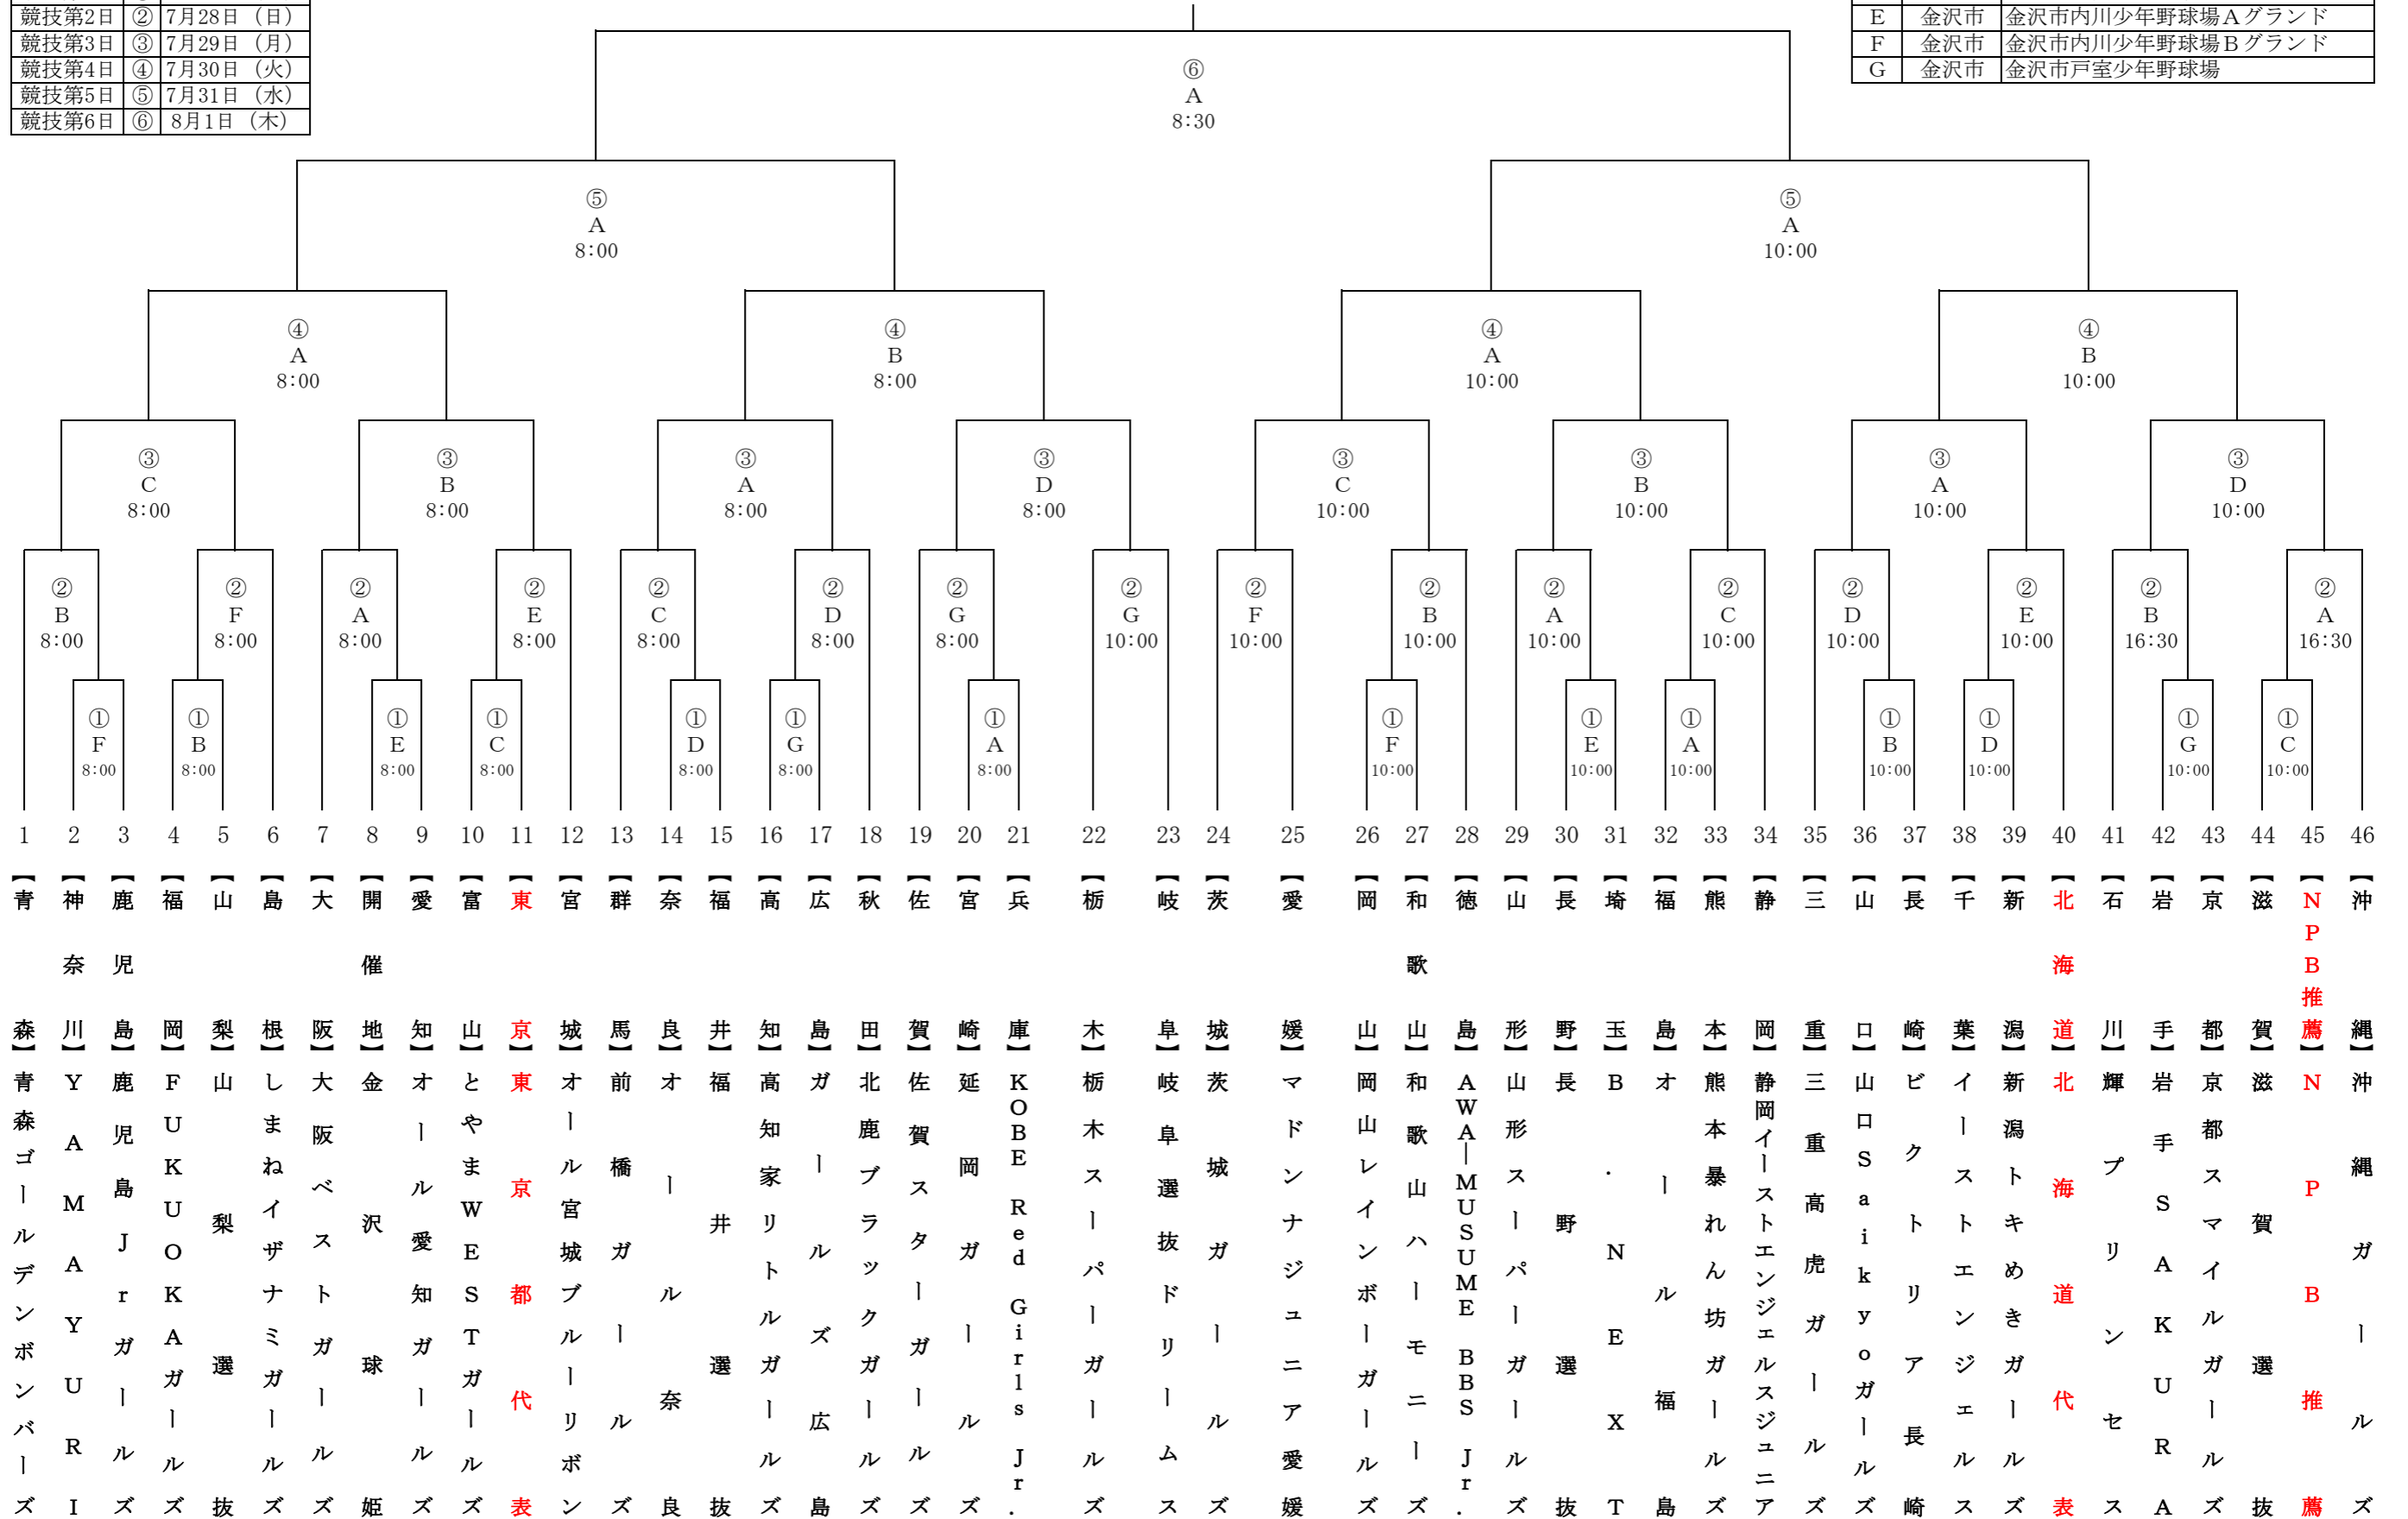 競技第2日 ② 7月28日（日）
競技第3日 ③ 7月29日（月）
競技第4日 ④ 7月30日（火）
競技第5日 ⑤ 7月31日（水）
競技第6日 ⑥ 8月1日（木）
E 金沢市 金沢市内川少年野球場Aグランド
F 金沢市 金沢市内川少年野球場Bグランド
G 金沢市 金沢市戸室少年野球場
⑥
A
8:30
⑤ ⑤
A A
8:00 10:00
④ ④ ④ ④
A B A B
8:00 8:00 10:00 10:00
③ ③ ③ ③ ③ ③ ③ ③
C B A D C B A D
8:00 8:00 8:00 8:00 10:00 10:00 10:00 10:00
② ② ② ② ② ② ② ② ② ② ② ② ② ② ② ②
B F A E C D G G F B A C D E B A
8:00 8:00 8:00 8:00 8:00 8:00 8:00 10:00 10:00 10:00 10:00 10:00 10:00 10:00 16:30 16:30
① ① ① ① ① ① ① ① ① ① ① ① ① ①
F B E C D G A F E A B D G C
8:00 8:00 8:00 8:00 8:00 8:00 8:00 10:00 10:00 10:00 10:00 10:00 10:00 10:00
1 2 3 4 5 6 7 8 9 10 11 12 13 14 15 16 17 18 19 20 21 22 23 24 25 26 27 28 29 30 31 32 33 34 35 36 37 38 39 40 41 42 43 44 45 46
【青森】青森ゴールデンボンバーズ
【神奈川】YAMAYURI
【鹿児島】鹿児島Jrガールズ
【福岡】FUKUOKAガールズ
【山梨】山梨選抜
【島根】しまねイザナミガールズ
【大阪】大阪ベストガールズ
【開催地】金沢球姫
【愛知】オール愛知ガールズ
【富山】とやまWESTガールズ
【東京】東京都代表
【宮城】オール宮城ブルーリボン
【群馬】前橋ガールズ
【奈良】オール奈良
【福井】福井選抜
【高知】高知家リトルガールズ
【広島】ガールズ広島
【秋田】北鹿ブラックガールズ
【佐賀】佐賀スターガールズ
【宮崎】延岡ガールズ
【兵庫】KOBE Red Girls Jr.
【栃木】栃木スーパーガールズ
【岐阜】岐阜選抜ドリームス
【茨城】茨城ガールズ
【愛媛】マドンナジュニア愛媛
【岡山】岡山レインボーガールズ
【和歌山】和歌山ハーモニーズ
【徳島】AWA―MUSUME BBS Jr.
【山形】山形スーパーガールズ
【長野】長野選抜
【埼玉】B.NEXT
【福島】オール福島
【熊本】熊本暴れん坊ガールズ
【静岡】静岡イーストエンジェルスジュニア
【三重】三重高虎ガールズ
【山口】山口Saikyoガールズ
【長崎】ビクトリア長崎
【千葉】イーストエンジェルス
【新潟】新潟トキめきガールズ
【北海道】北海道代表
【石川】輝プリンセス
【岩手】岩手SAKURA
【京都】京都スマイルガールズ
【滋賀】滋賀選抜
【NPB推薦】NPB推薦
【沖縄】沖縄ガールズ